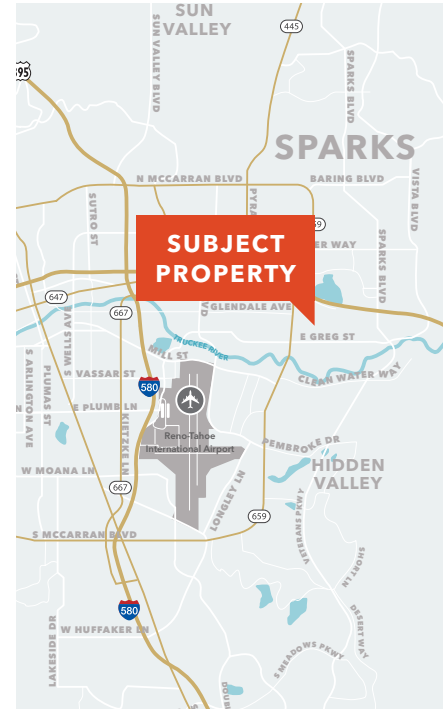 SUN
VALLEY
445
395
SUN VALLEY BLVD
SPARKS BLVD
SPARKS
N MCCARRAN BLVD
BARING BLVD
SUTRO ST
VISTA BLVD
SUBJECT
PROPERTY
SPARKS BLVD
647
667
GLENDALE AVE
E GREG ST
TRUCKEE RIVER
MILL ST
S WELLS AVE
CLEAN WATER WAY
S ARLINGTON AVE
PLUMAS ST
VASSAR ST
580
E PLUMB LN
KIETZKE LN
Reno-Tahoe
International Airport
PEMBROKE DR
HIDDEN
VALLEY
W MOANA LN
667
LONGLEY LN
659
VETERANS PKWY
S MCCARRAN BLVD
SHORT LN
580
W HUFFAKER LN
LAKESIDE DR
DESERT WAY
S MEADOWS PKWY